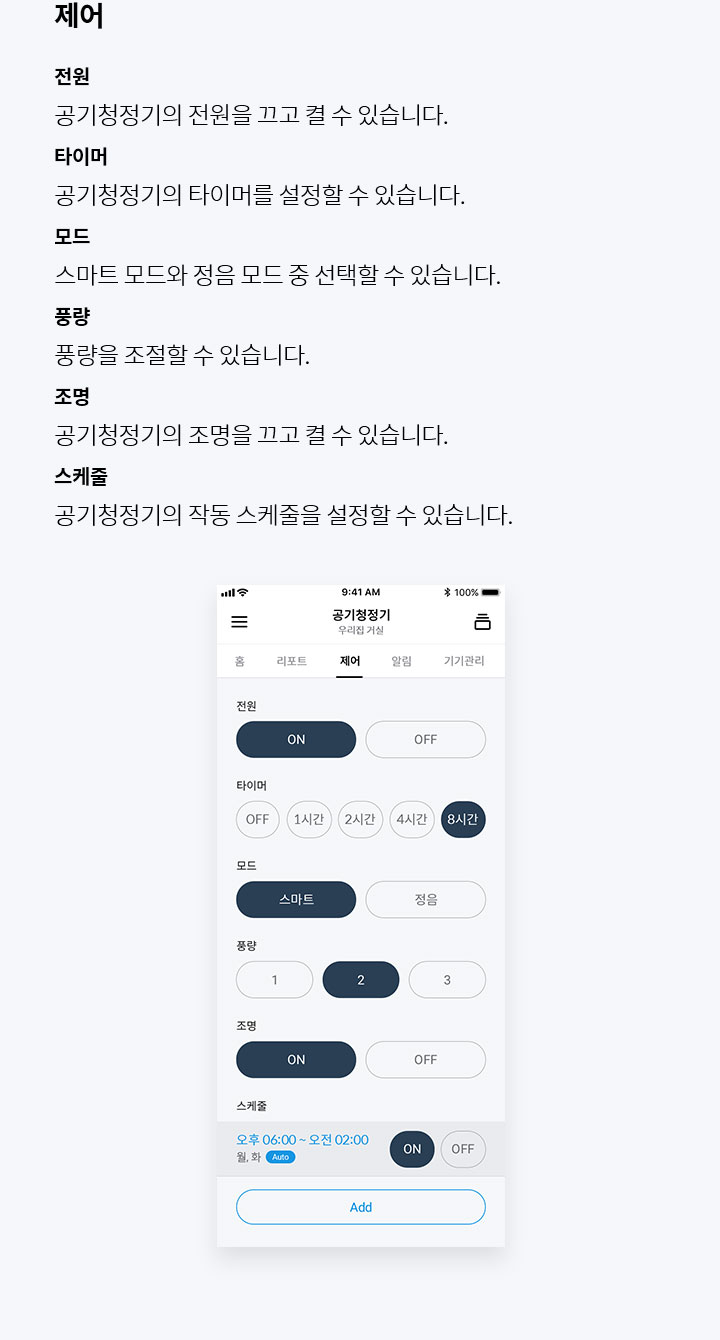 제어
전원
공기청정기의 전원을 끄고 켤 수 있습니다.
타이머
공기청정기의 타이머를 설정할 수 있습니다.
모드
스마트 모드와 정음 모드 중 선택할 수 있습니다.
풍량
풍량을 조절할 수 있습니다.
조명
공기청정기의 조명을 끄고 켤 수 있습니다.
스케줄
공기청정기의 작동 스케줄을 설정할 수 있습니다.
9:41 AM 100%
공기청정기
우리집 거실
홈 리포트 제어 알림 기기관리
전원
ON OFF
타이머
OFF 1시간 2시간 4시간 8시간
모드
스마트 정음
풍량
1 2 3
조명
ON OFF
스케줄
오후 06:00 ~ 오전 02:00
월, 화 Auto
ON OFF
Add